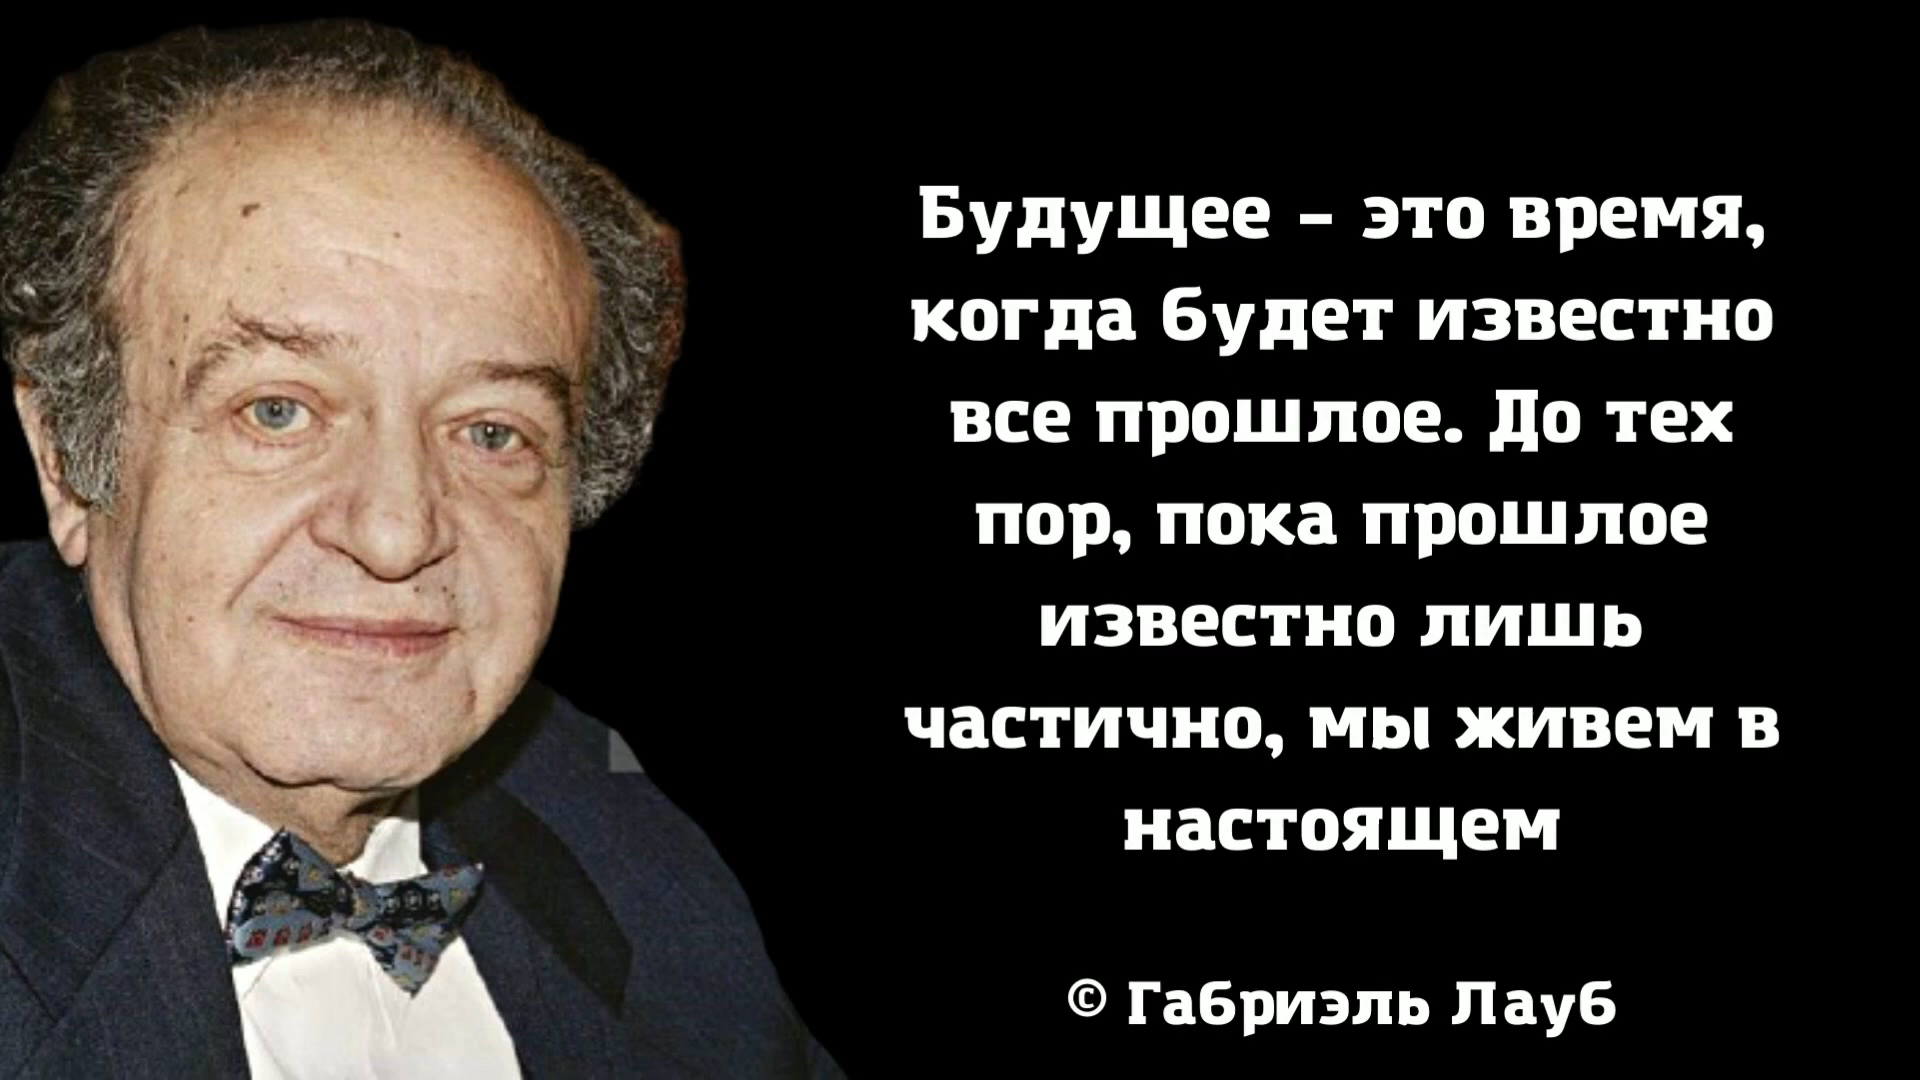 Будущее – это время,
когда будет известно
все прошлое. До тех
пор, пока прошлое
известно лишь
частично, мы живем в
настоящем
© Габриэль Лауб